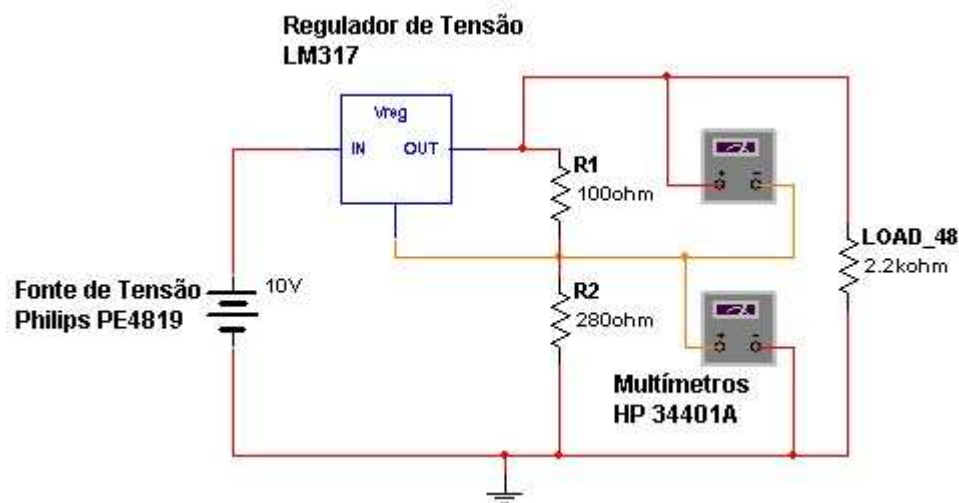 Regulador de Tensão
LM317
Vreg
IN OUT
R1
100ohm
LOAD_48
2.2kohm
Fonte de Tensão
Philips PE4819
10V
R2
280ohm
Multímetros
HP 34401A